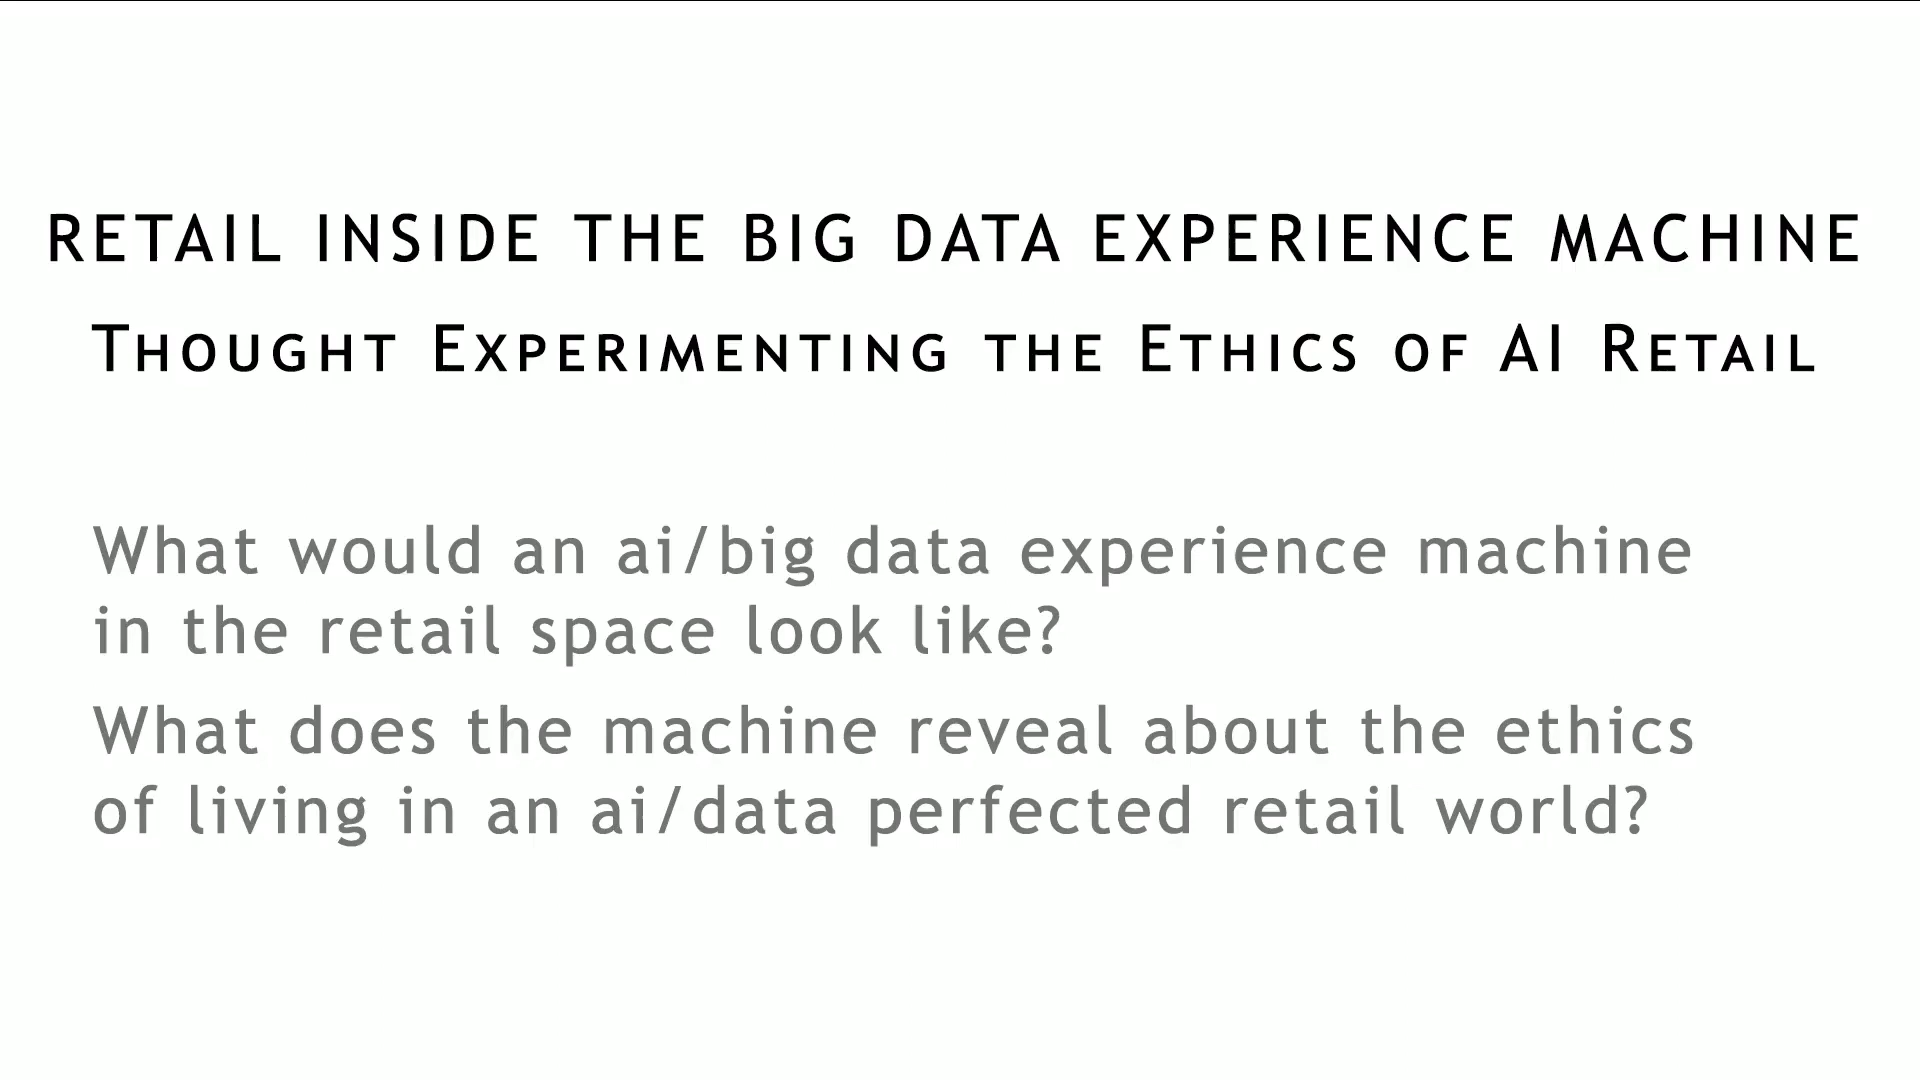 RETAIL INSIDE THE BIG DATA EXPERIENCE MACHINE
Thought Experimenting the Ethics of AI Retail
What would an ai/big data experience machine
in the retail space look like?
What does the machine reveal about the ethics
of living in an ai/data perfected retail world?